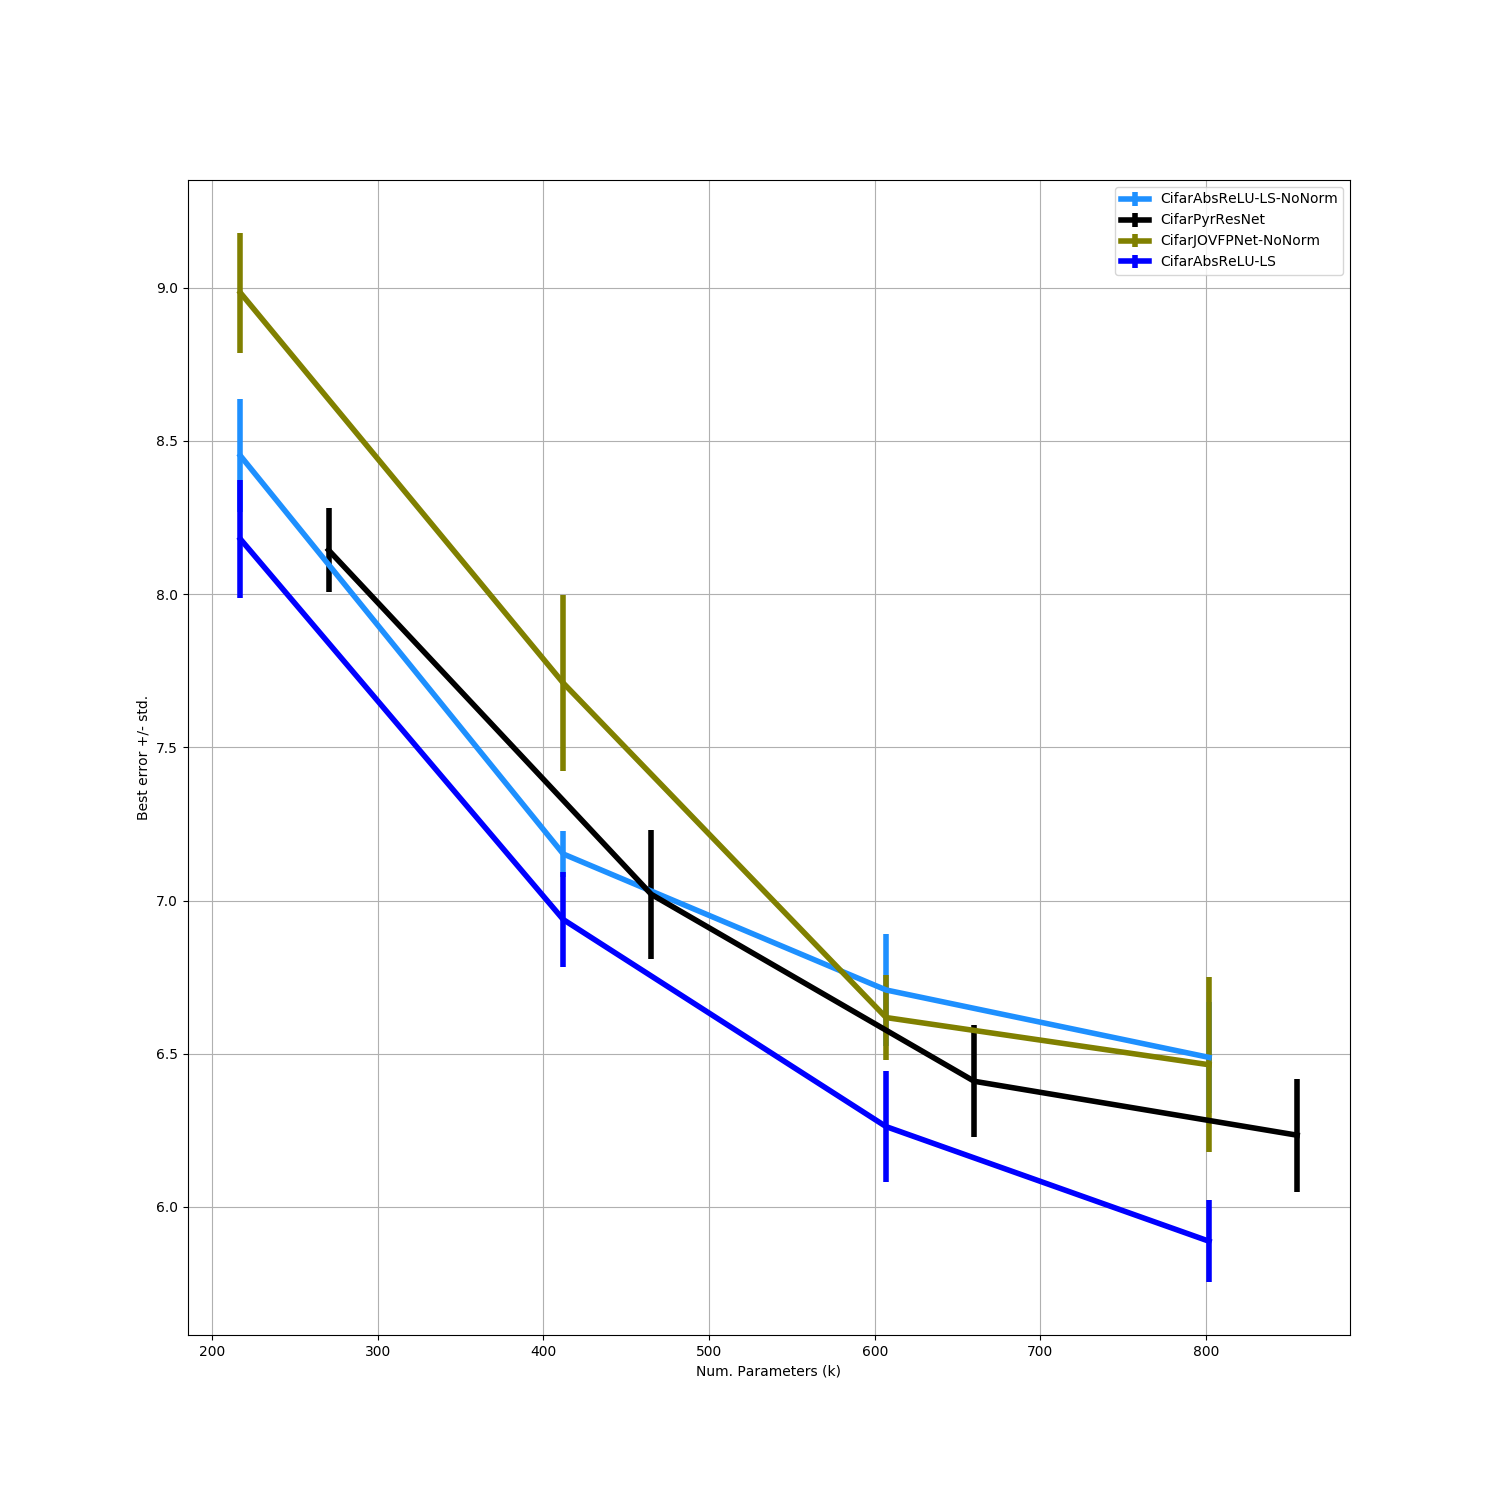 CifarAbsReLU-LS-NoNorm
CifarPyrResNet
CifarJOVFPNet-NoNorm
CifarAbsReLU-LS
9.0
8.5
8.0
7.5
7.0
6.5
6.0
Best error +/- std.
200 300 400 500 600 700 800
Num. Parameters (k)